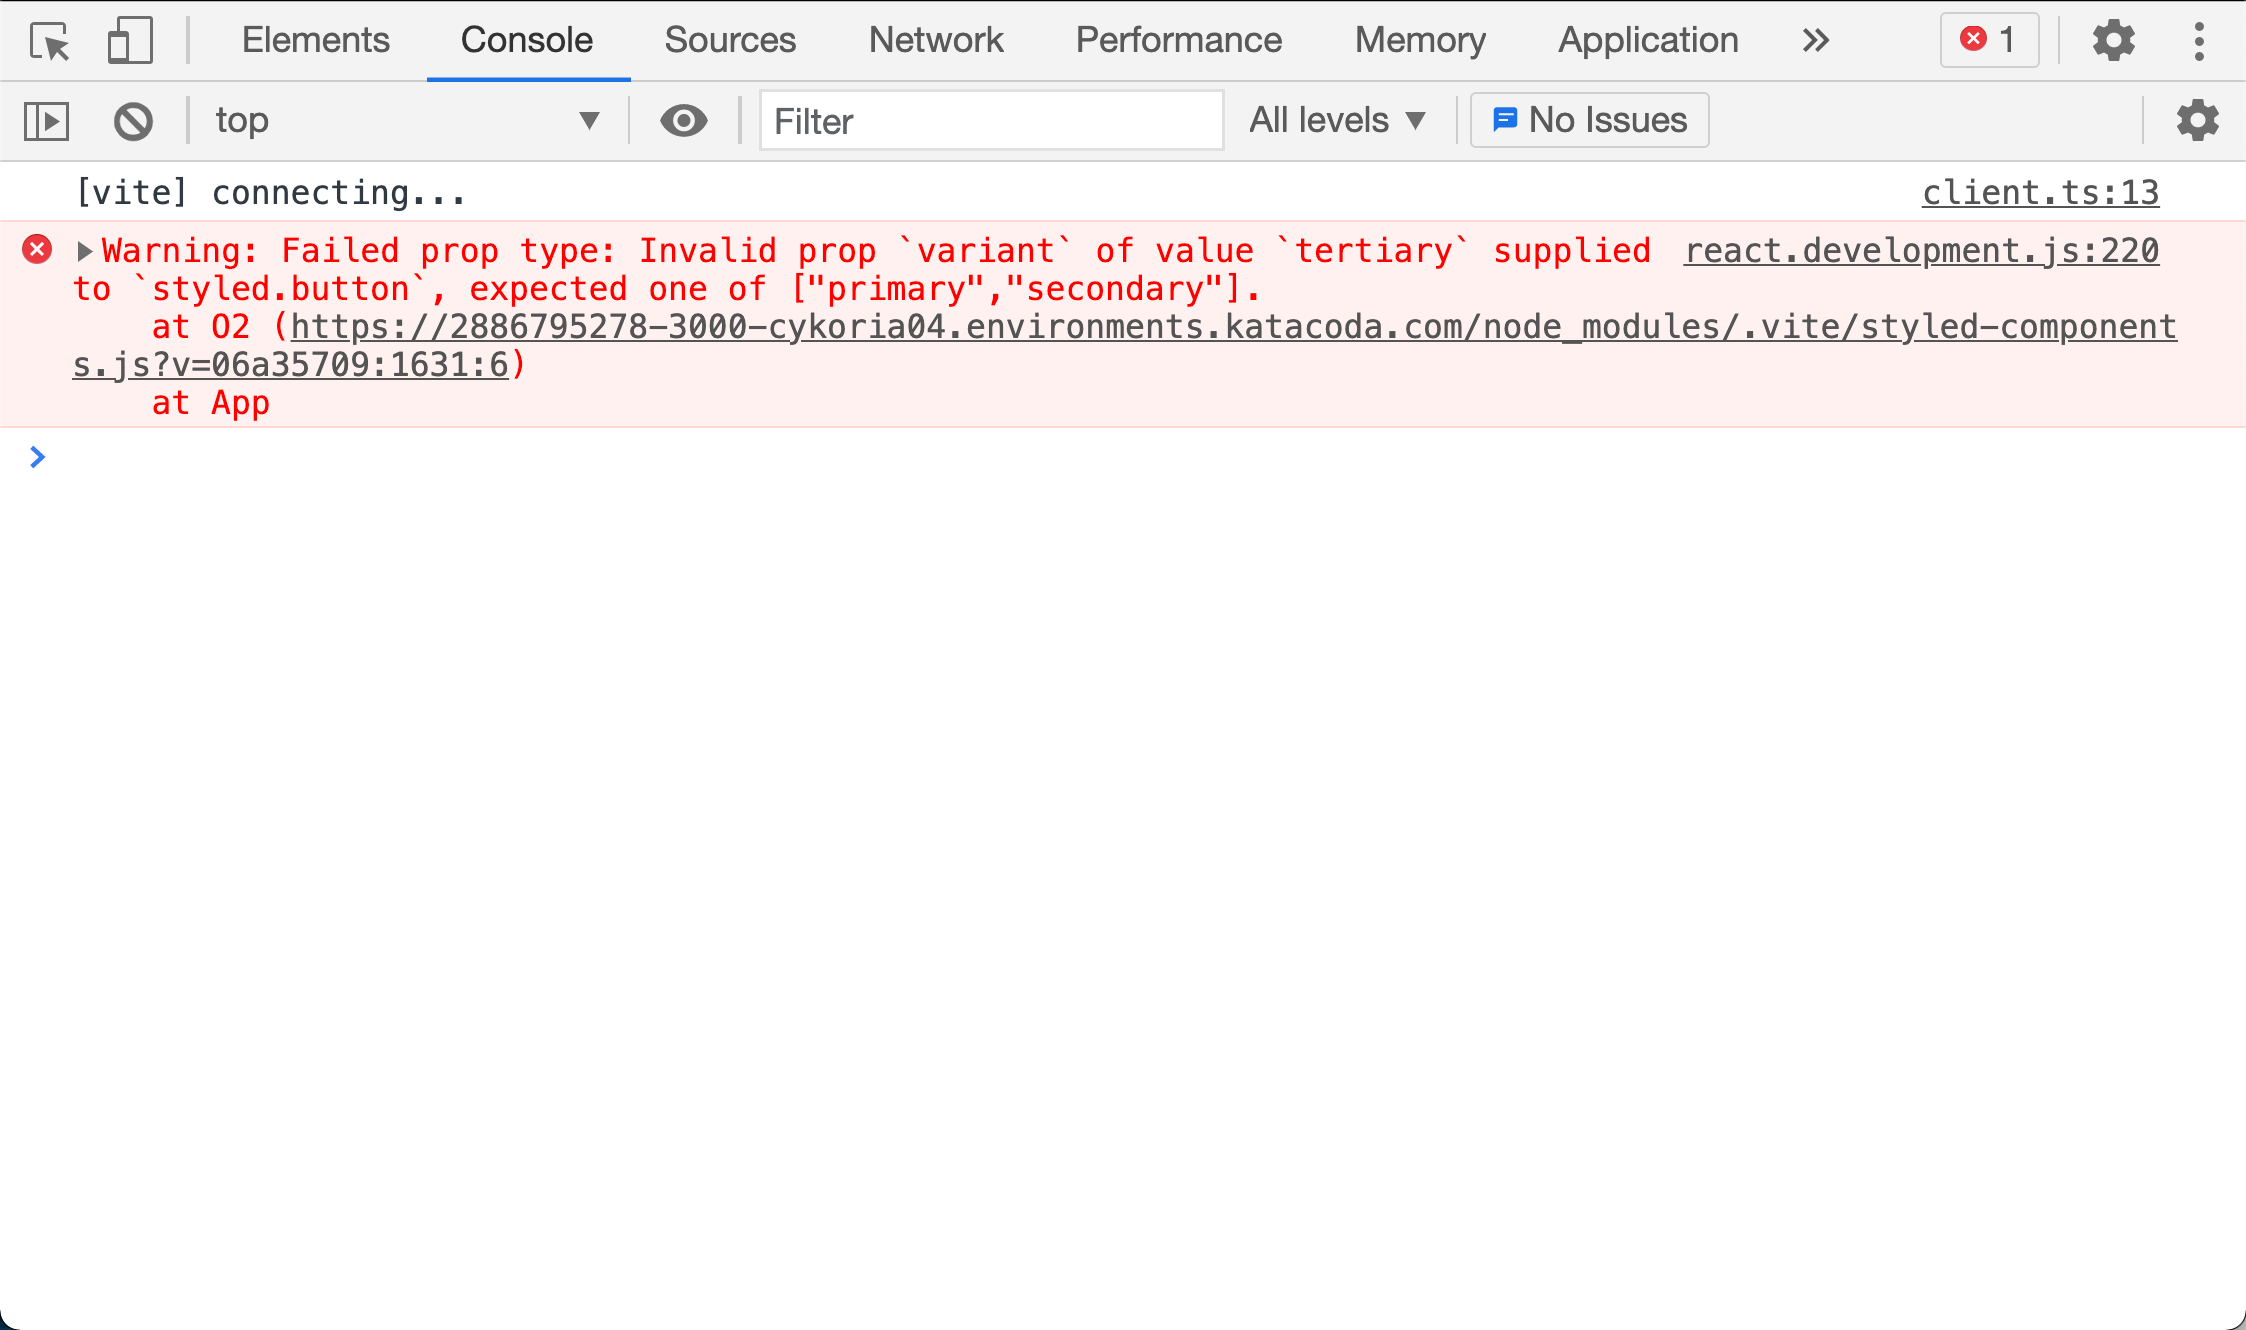 Elements Console Sources Network Performance Memory Application 1
top Filter All levels No Issues
[vite] connecting... client.ts:13
Warning: Failed prop type: Invalid prop `variant` of value `tertiary` supplied react.development.js:220
to `styled.button`, expected one of ["primary","secondary"].
at O2 (https://2886795278-3000-cykoria04.environments.katacoda.com/node_modules/.vite/styled-component
s.js?v=06a35709:1631:6)
at App